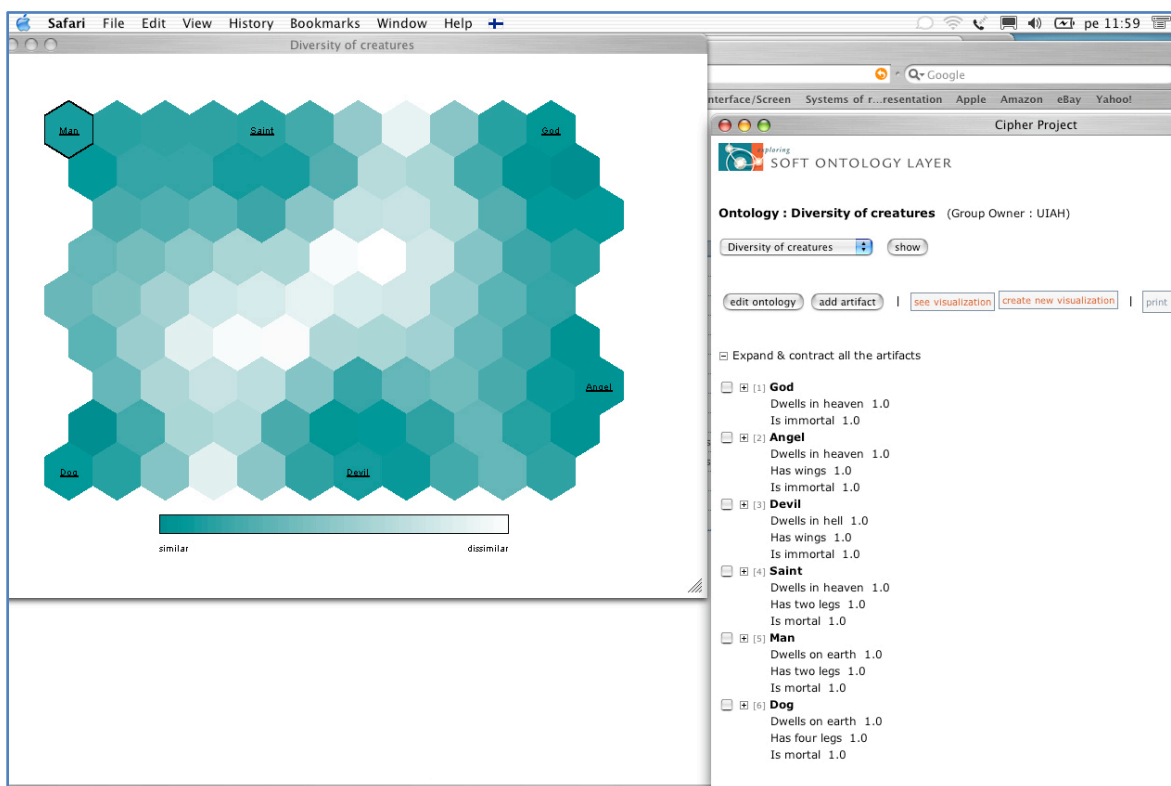 Safari File Edit View History Bookmarks Window Help pe 11:59
Diversity of creatures
Google
nterface/Screen Systems of r...resentation Apple Amazon eBay Yahoo!
Cipher Project
exploring
SOFT ONTOLOGY LAYER
Ontology : Diversity of creatures (Group Owner : UIAH)
Diversity of creatures show
edit ontology add artifact | see visualization create new visualization | print
Expand & contract all the artifacts
[1] God
Dwells in heaven 1.0
Is immortal 1.0
[2] Angel
Dwells in heaven 1.0
Has wings 1.0
Is immortal 1.0
[3] Devil
Dwells in hell 1.0
Has wings 1.0
Is immortal 1.0
[4] Saint
Dwells in heaven 1.0
Has two legs 1.0
Is mortal 1.0
[5] Man
Dwells on earth 1.0
Has two legs 1.0
Is mortal 1.0
[6] Dog
Dwells on earth 1.0
Has four legs 1.0
Is mortal 1.0
Man Saint God
Angel
Dog Devil
similar dissimilar